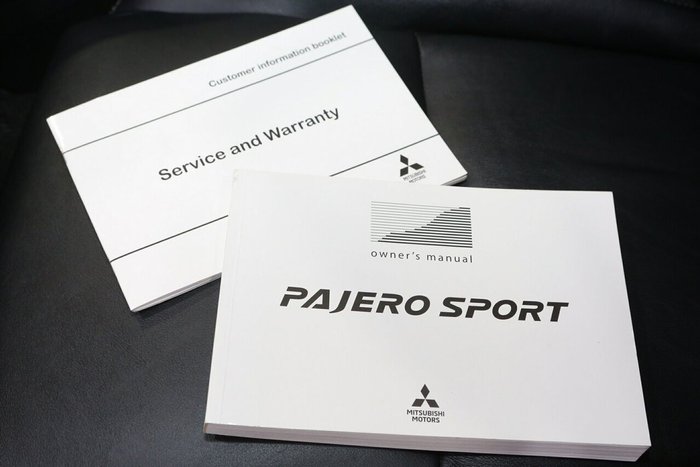 Customer information booklet
Service and Warranty
MITSUBISHI
MOTORS
owner's manual
PAJERO SPORT
MITSUBISHI
MOTORS